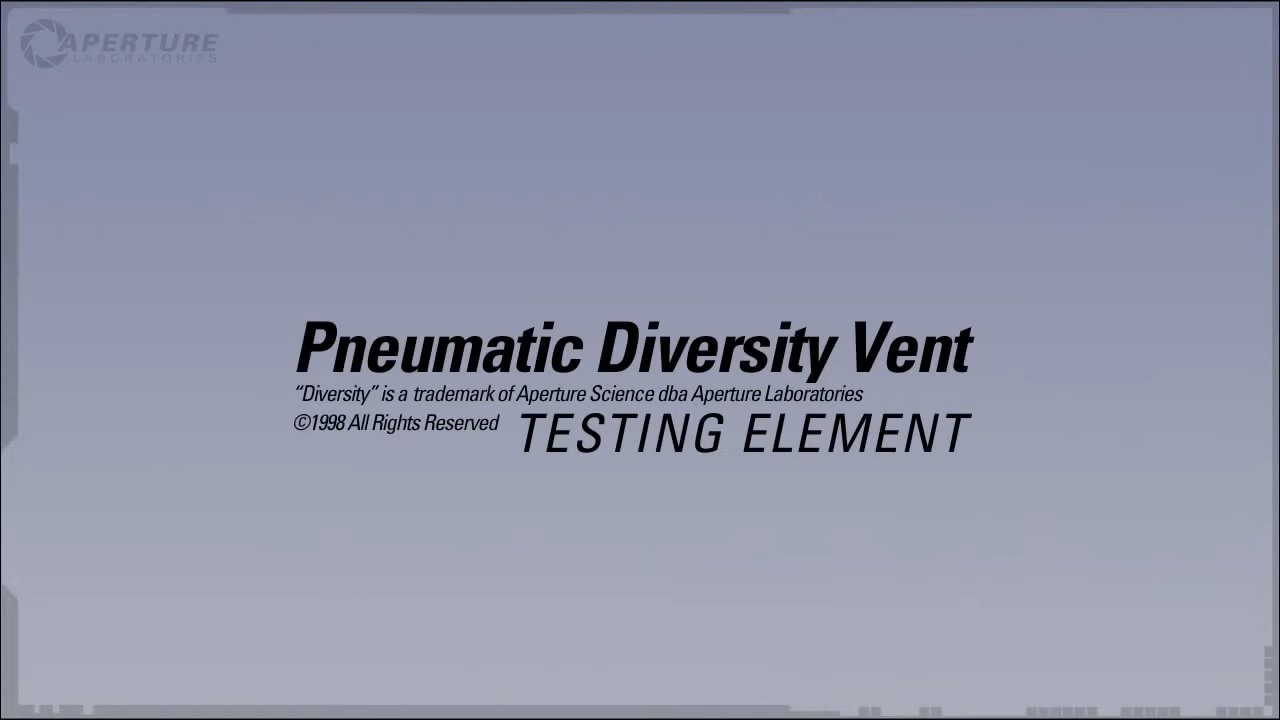 APERTURE
LABORATORIES
Pneumatic Diversity Vent
“Diversity” is a trademark of Aperture Science dba Aperture Laboratories
©1998 All Rights Reserved TESTING ELEMENT